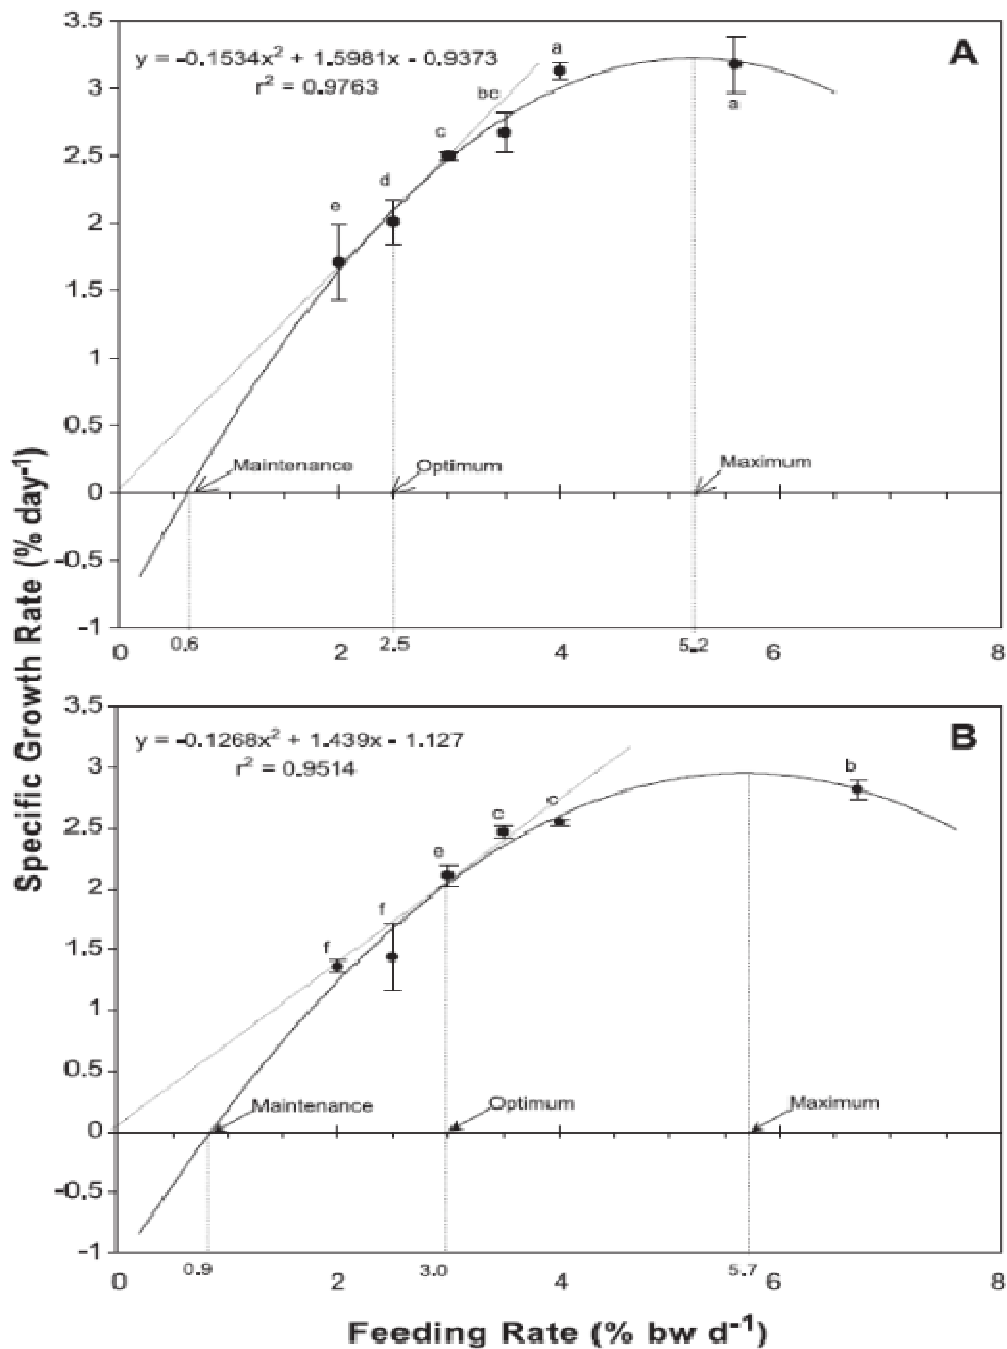 Specific Growth Rate (% day⁻¹)
A
y = -0.1534x² + 1.5981x - 0.9373
r² = 0.9763
3.5
3
2.5
2
1.5
1
0.5
0
-0.5
-1
e
d
c
bc
a
a
Maintenance
Optimum
Maximum
0
0.6
2
2.5
4
5.2
6
8
B
y = -0.1268x² + 1.439x - 1.127
r² = 0.9514
3.5
3
2.5
2
1.5
1
0.5
0
-0.5
-1
f
f
e
c
b
Maintenance
Optimum
Maximum
0
0.9
2
3.0
4
5.7
6
8
Feeding Rate (% bw d⁻¹)